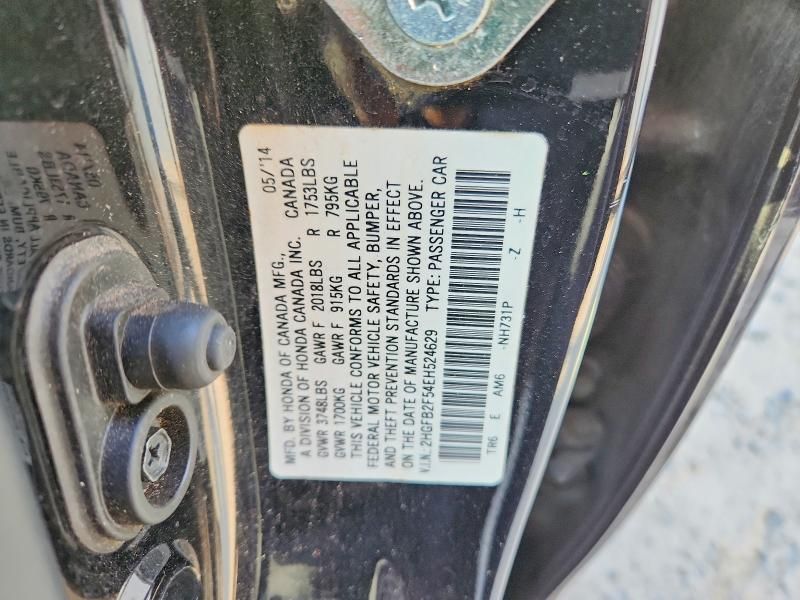 MFD. BY HONDA OF CANADA MFG., 05/'14
A DIVISION OF HONDA CANADA INC. CANADA
GVWR 3748LBS GAWR F 2018LBS R 1753LBS
GVWR 1700KG GAWR F 915KG R 795KG
THIS VEHICLE CONFORMS TO ALL APPLICABLE
FEDERAL MOTOR VEHICLE SAFETY, BUMPER,
AND THEFT PREVENTION STANDARDS IN EFFECT
ON THE DATE OF MANUFACTURE SHOWN ABOVE.
V.I.N.:2HGFB2F54EH524629 TYPE: PASSENGER CAR
TR6 E AM6 -NH731P -Z -H